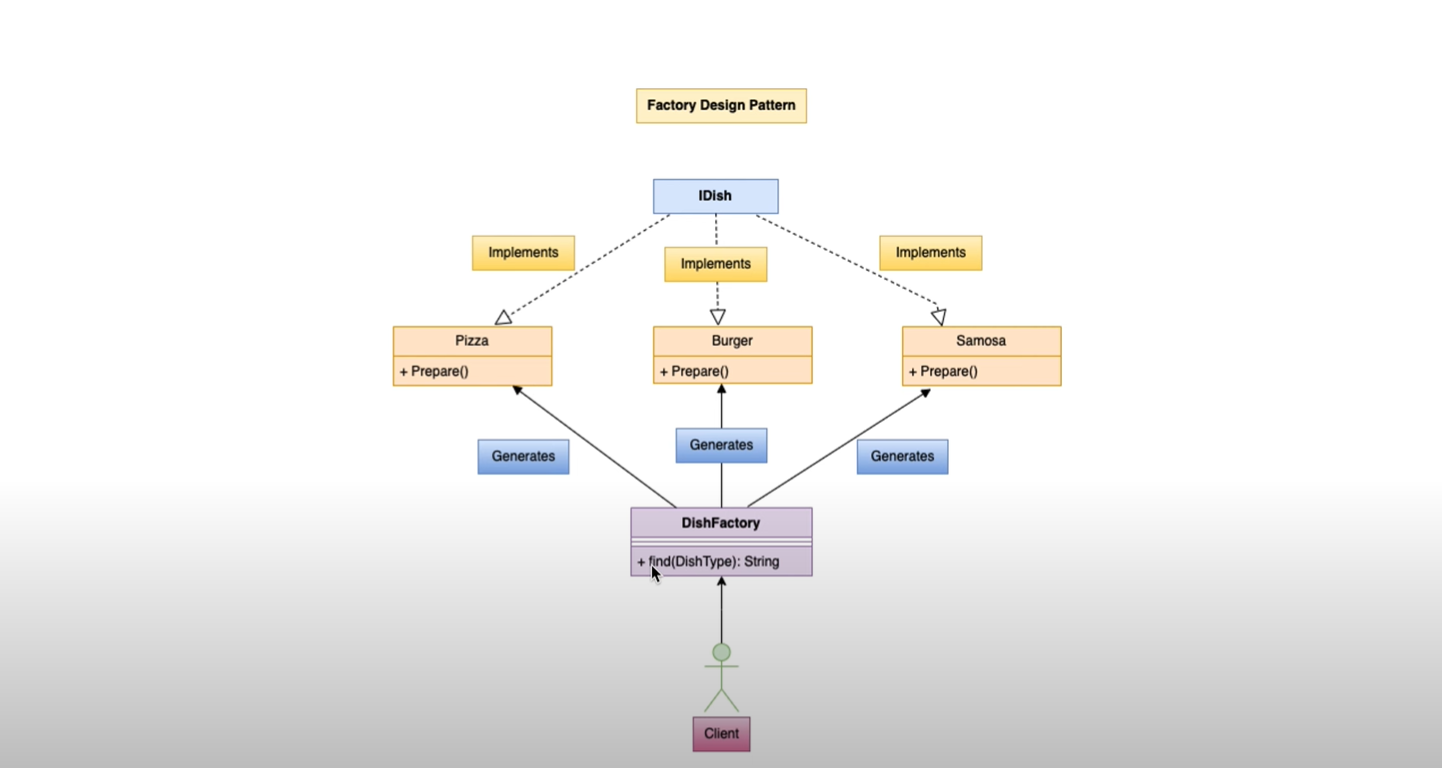 Factory Design Pattern
IDish
Implements
Implements
Implements
Pizza
+ Prepare()
Burger
+ Prepare()
Samosa
+ Prepare()
Generates
Generates
Generates
DishFactory
+ find(DishType): String
Client